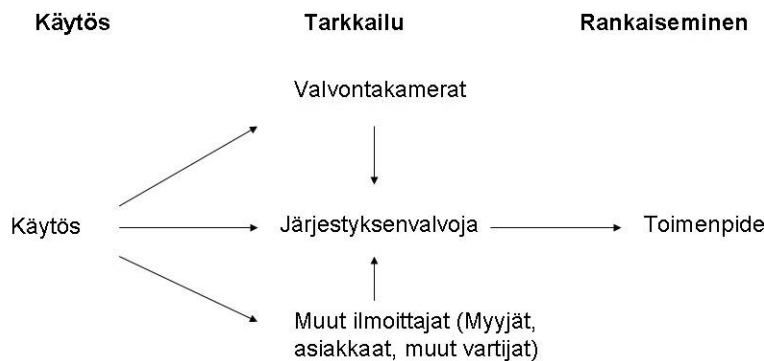 Käytös Tarkkailu Rankaiseminen
Valvontakamerat
Käytös Järjestyksenvalvoja Toimenpide
Muut ilmoittajat (Myyjät,
asiakkaat, muut vartijat)